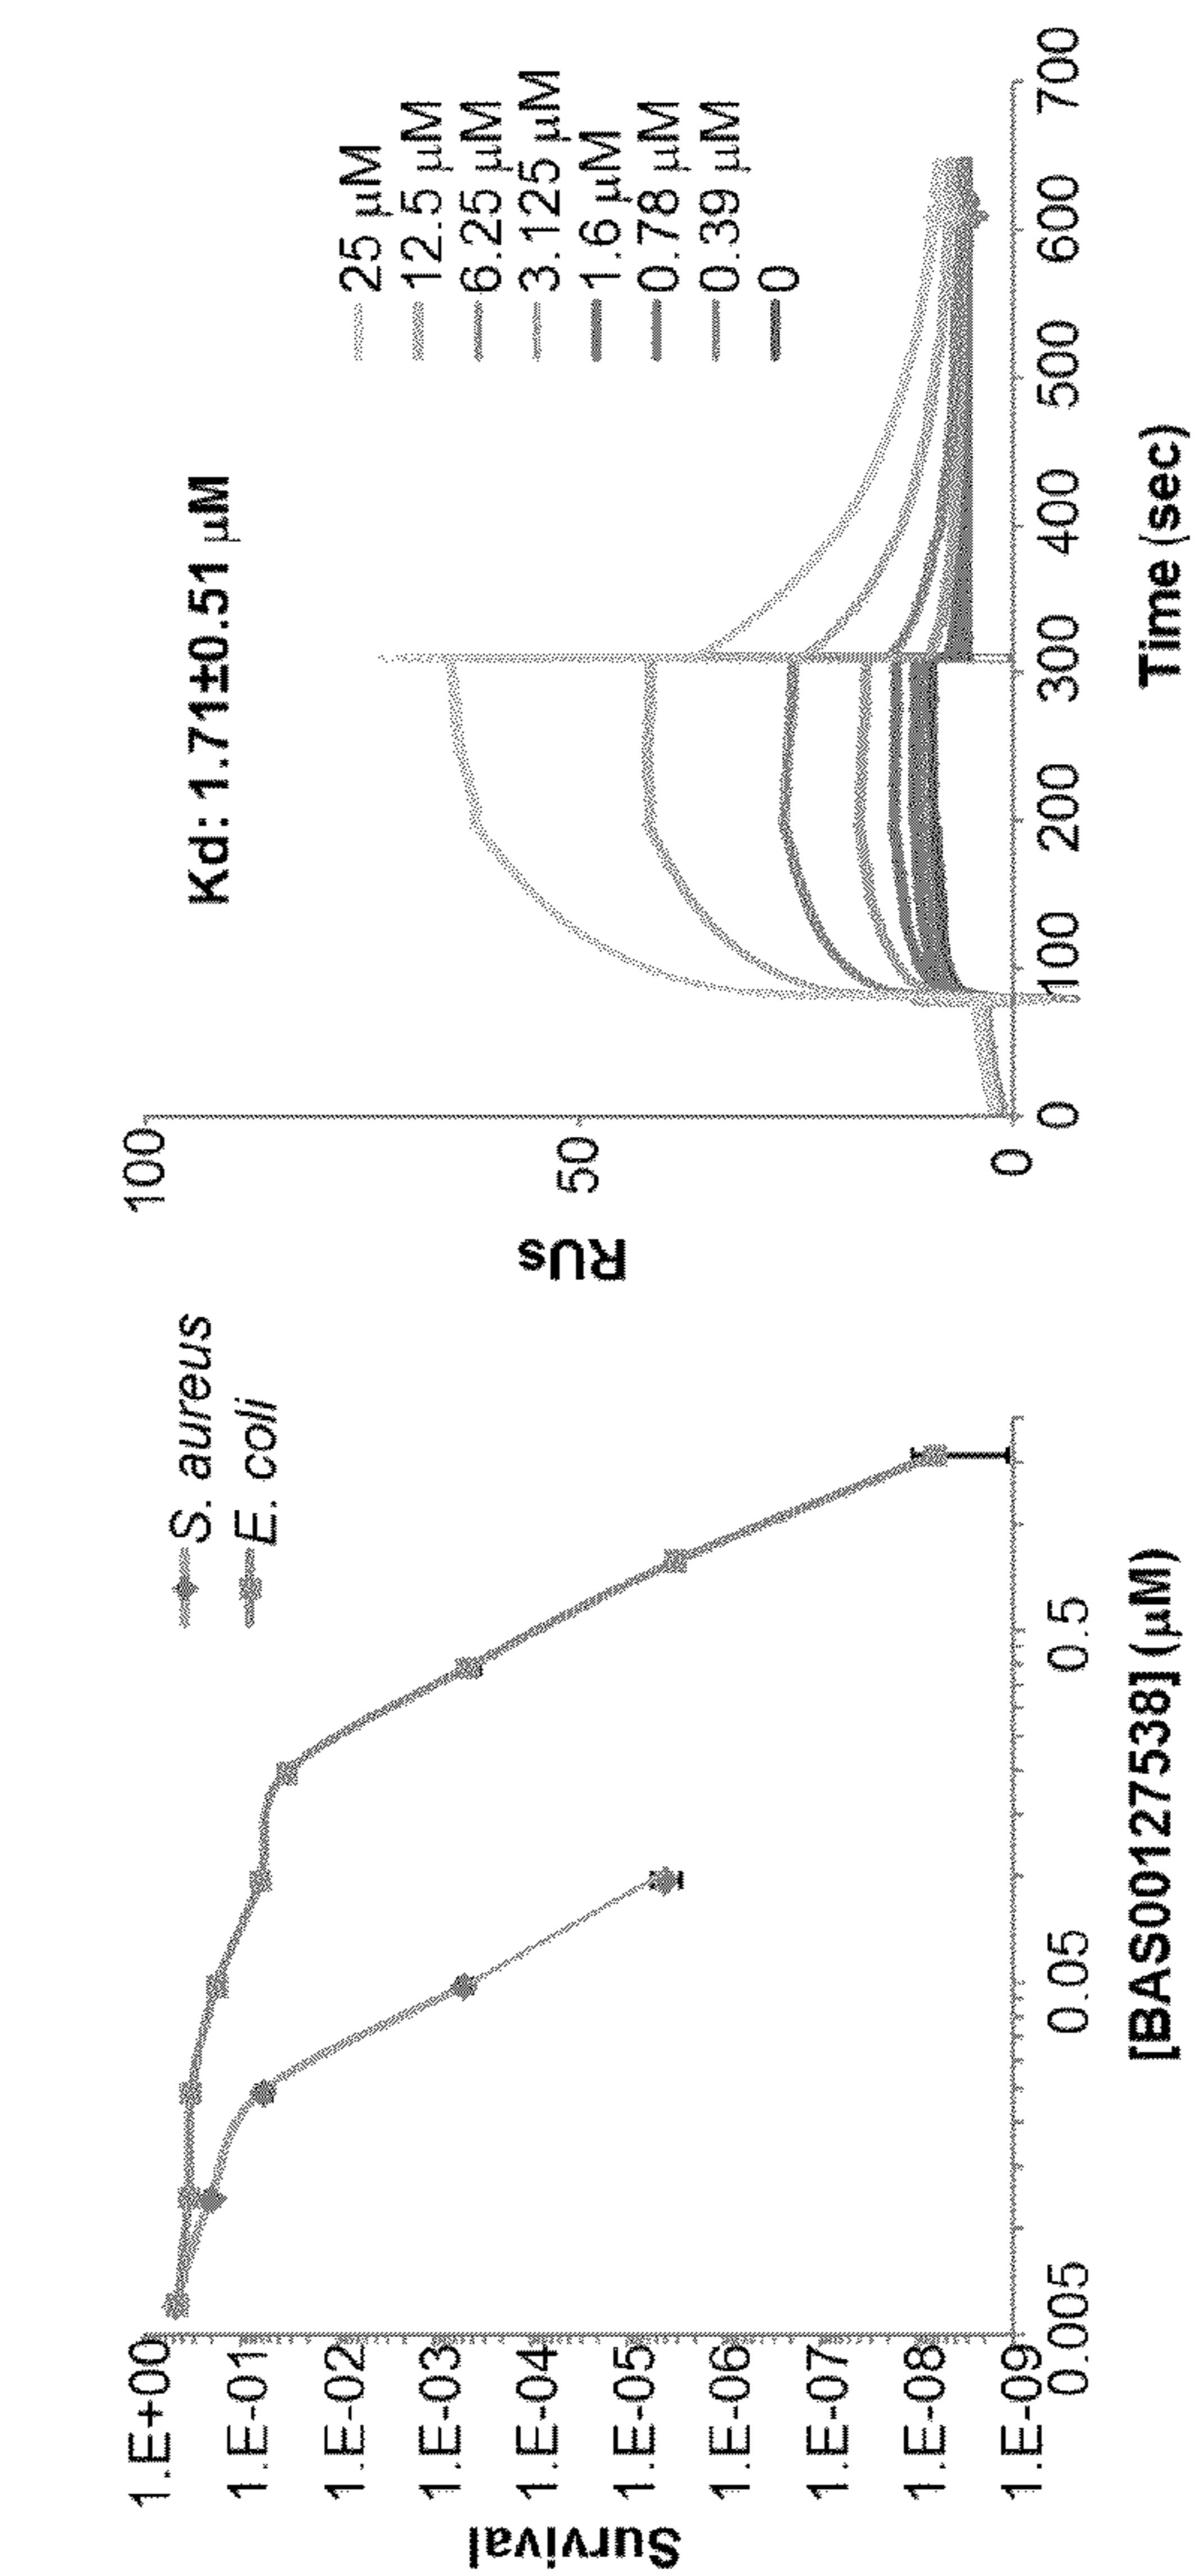 Survival
1.E+00
1.E-01
1.E-02
1.E-03
1.E-04
1.E-05
1.E-06
1.E-07
1.E-08
1.E-09
0.005
0.05
0.5
[BAS00127538] (µM)
S. aureus
E. coli
RUs
100
50
0
0
100
200
300
400
500
600
700
Time (sec)
Kd: 1.71±0.51 µM
25 µM
12.5 µM
6.25 µM
3.125 µM
1.6 µM
0.78 µM
0.39 µM
0